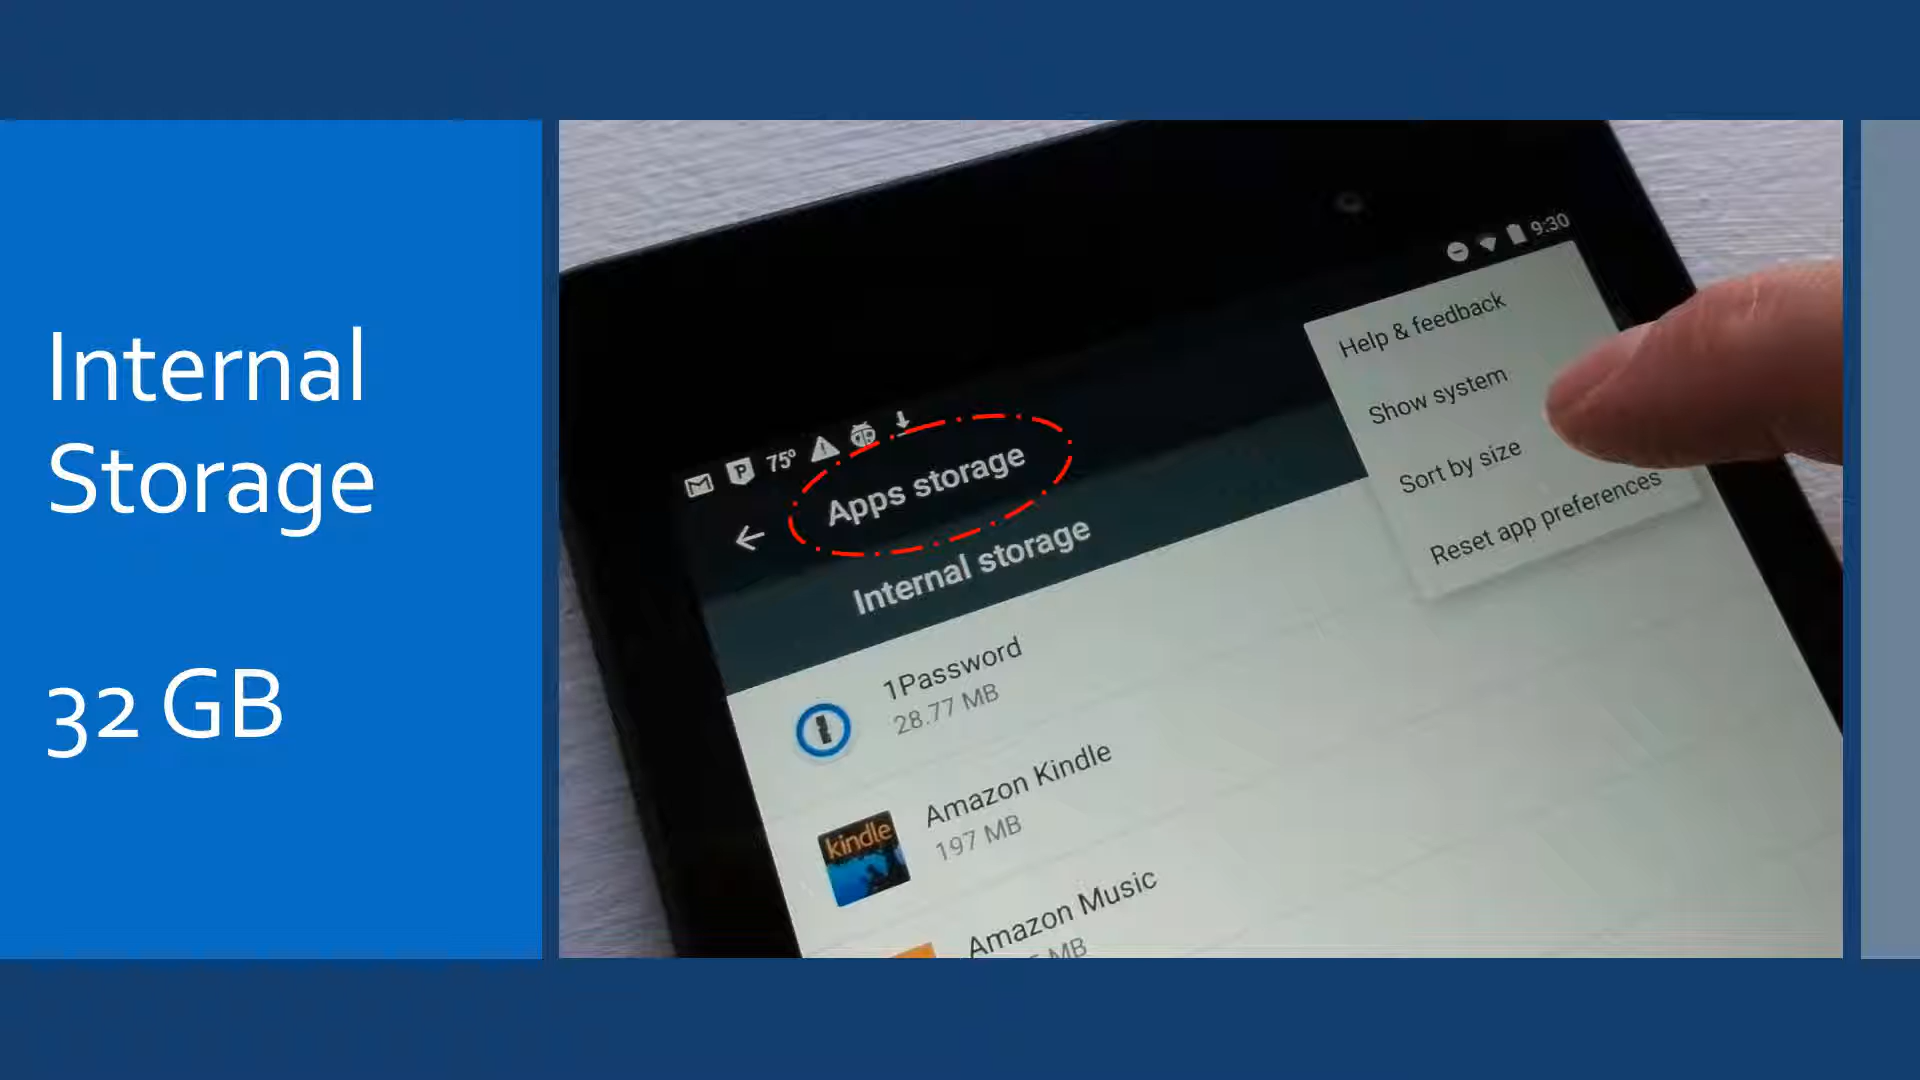 Internal
Storage
32 GB
9:30
75°
Apps storage
Internal storage
Help & feedback
Show system
Sort by size
Reset app preferences
1Password
28.77 MB
kindle
Amazon Kindle
197 MB
Amazon Music
MB